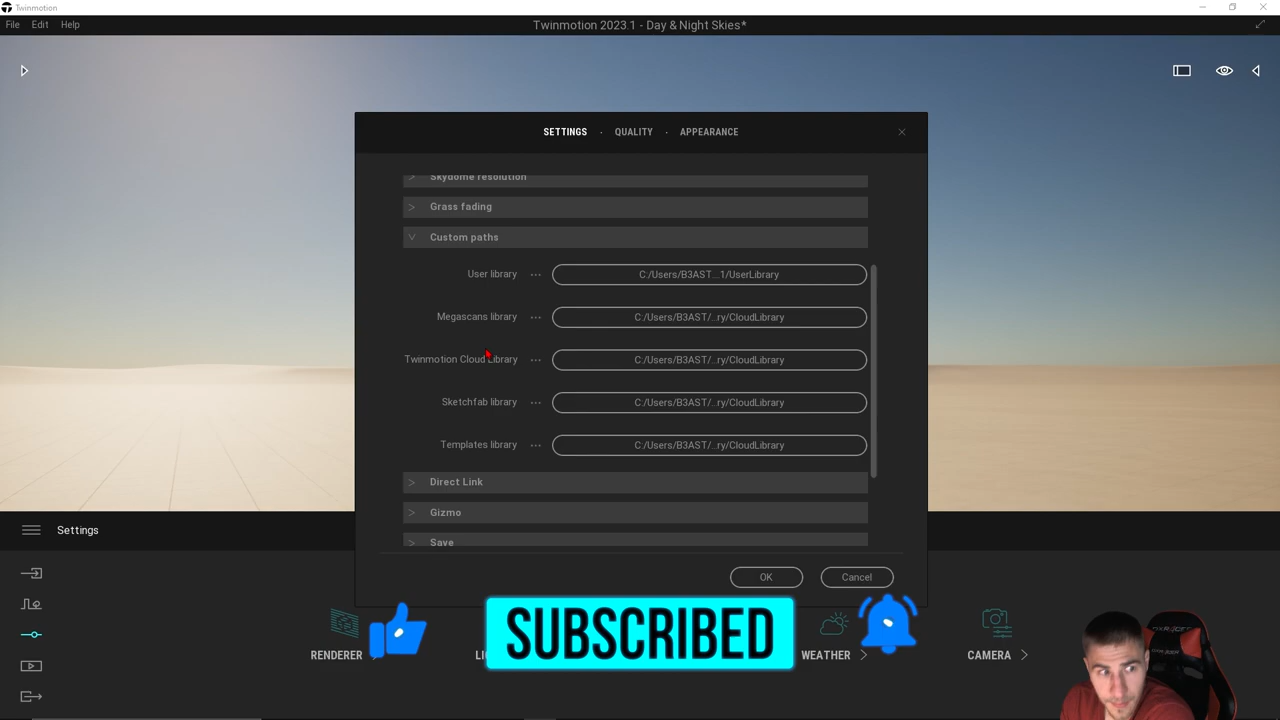 Twinmotion
File Edit Help
Twinmotion 2023.1 - Day & Night Skies*
SETTINGS · QUALITY · APPEARANCE
Skydome resolution
Grass fading
Custom paths
User library ··· C:/Users/B3AST...1/UserLibrary
Megascans library ··· C:/Users/B3AST/...ry/CloudLibrary
Twinmotion Cloud Library ··· C:/Users/B3AST/...ry/CloudLibrary
Sketchfab library ··· C:/Users/B3AST/...ry/CloudLibrary
Templates library ··· C:/Users/B3AST/...ry/CloudLibrary
Direct Link
Gizmo
Save
Settings
OK Cancel
SUBSCRIBED
RENDERER WEATHER CAMERA